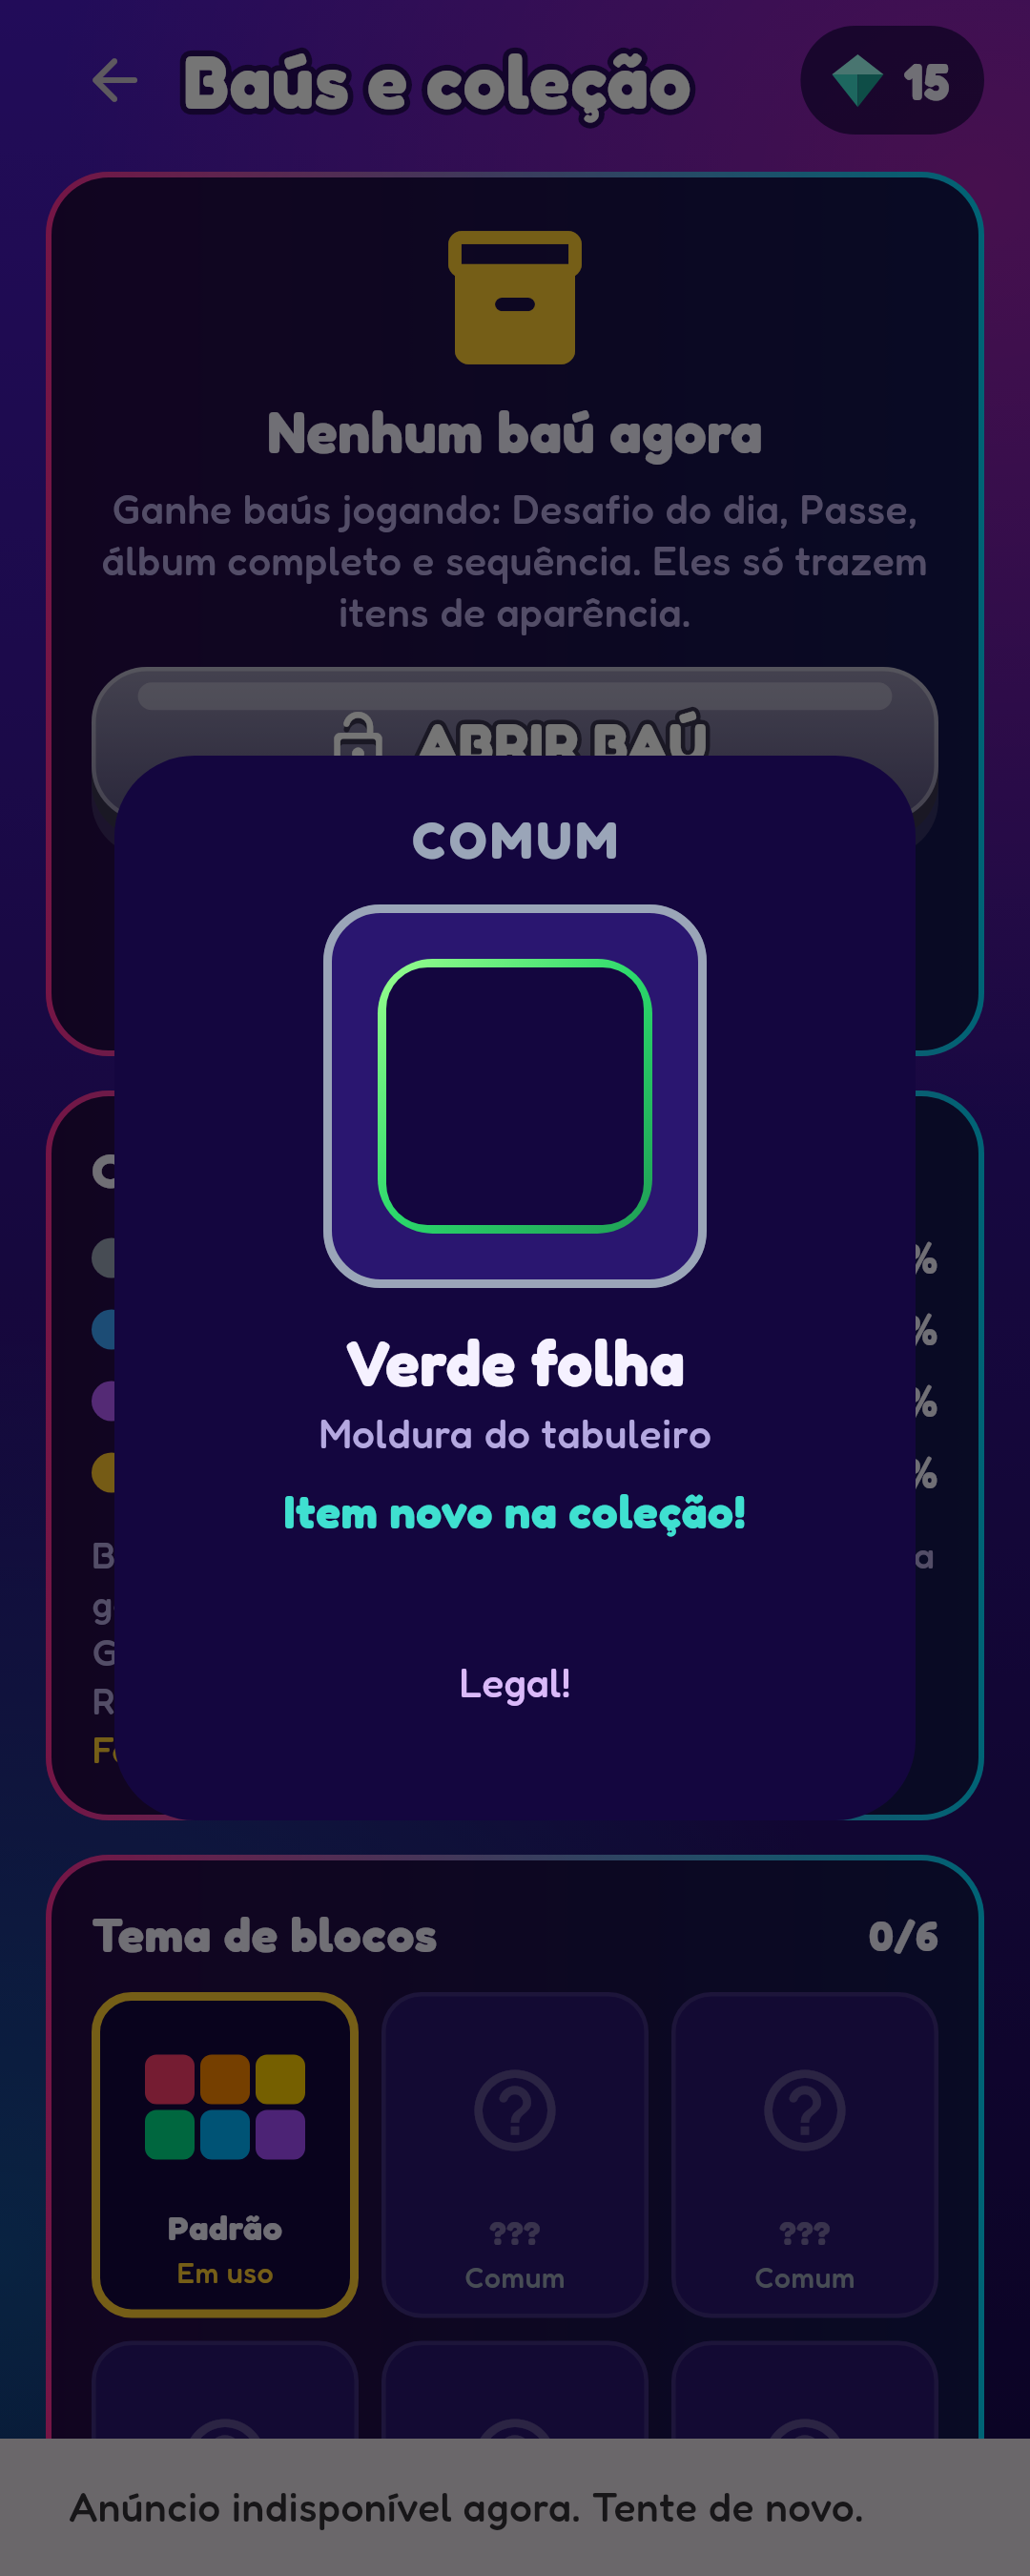 Baús e coleção
15
Nenhum baú agora
Ganhe baús jogando: Desafio do dia, Passe,
álbum completo e sequência. Eles só trazem
itens de aparência.
ABRIR BAÚ
COMUM
%
%
%
%
Verde folha
Moldura do tabuleiro
Item novo na coleção!
Legal!
Tema de blocos
0/6
Padrão
Em uso
???
Comum
???
Comum
Anúncio indisponível agora. Tente de novo.